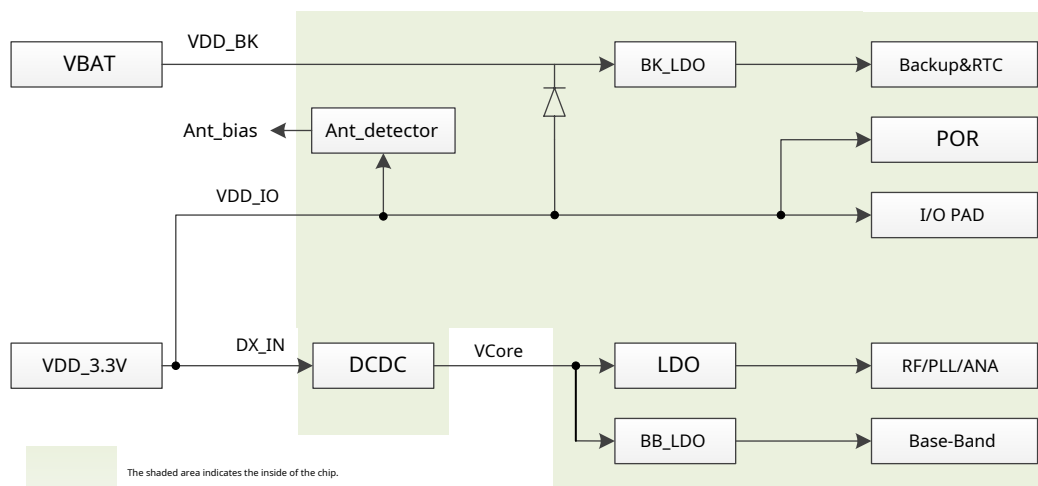 VDD_BK
VBAT
BK_LDO
Backup&RTC
Ant_bias
Ant_detector
POR
VDD_IO
I/O PAD
DX_IN
VCore
VDD_3.3V
DCDC
LDO
RF/PLL/ANA
BB_LDO
Base-Band
The shaded area indicates the inside of the chip.